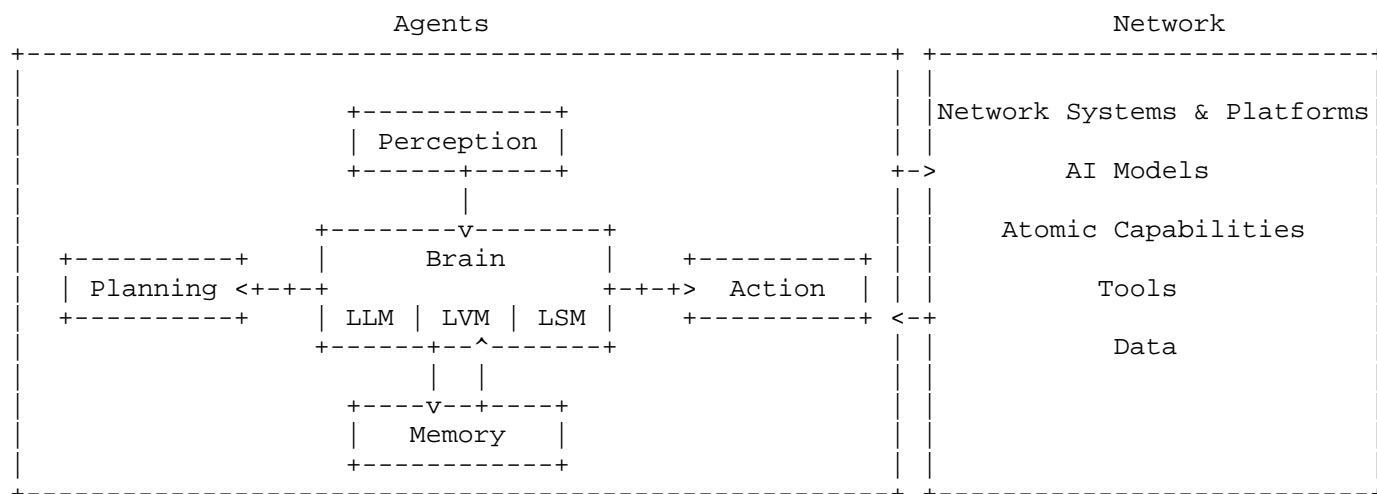 Agents Network
Perception
Network Systems & Platforms
AI Models
Atomic Capabilities
Brain
Planning
Action
Tools
LLM | LVM | LSM
Data
Memory